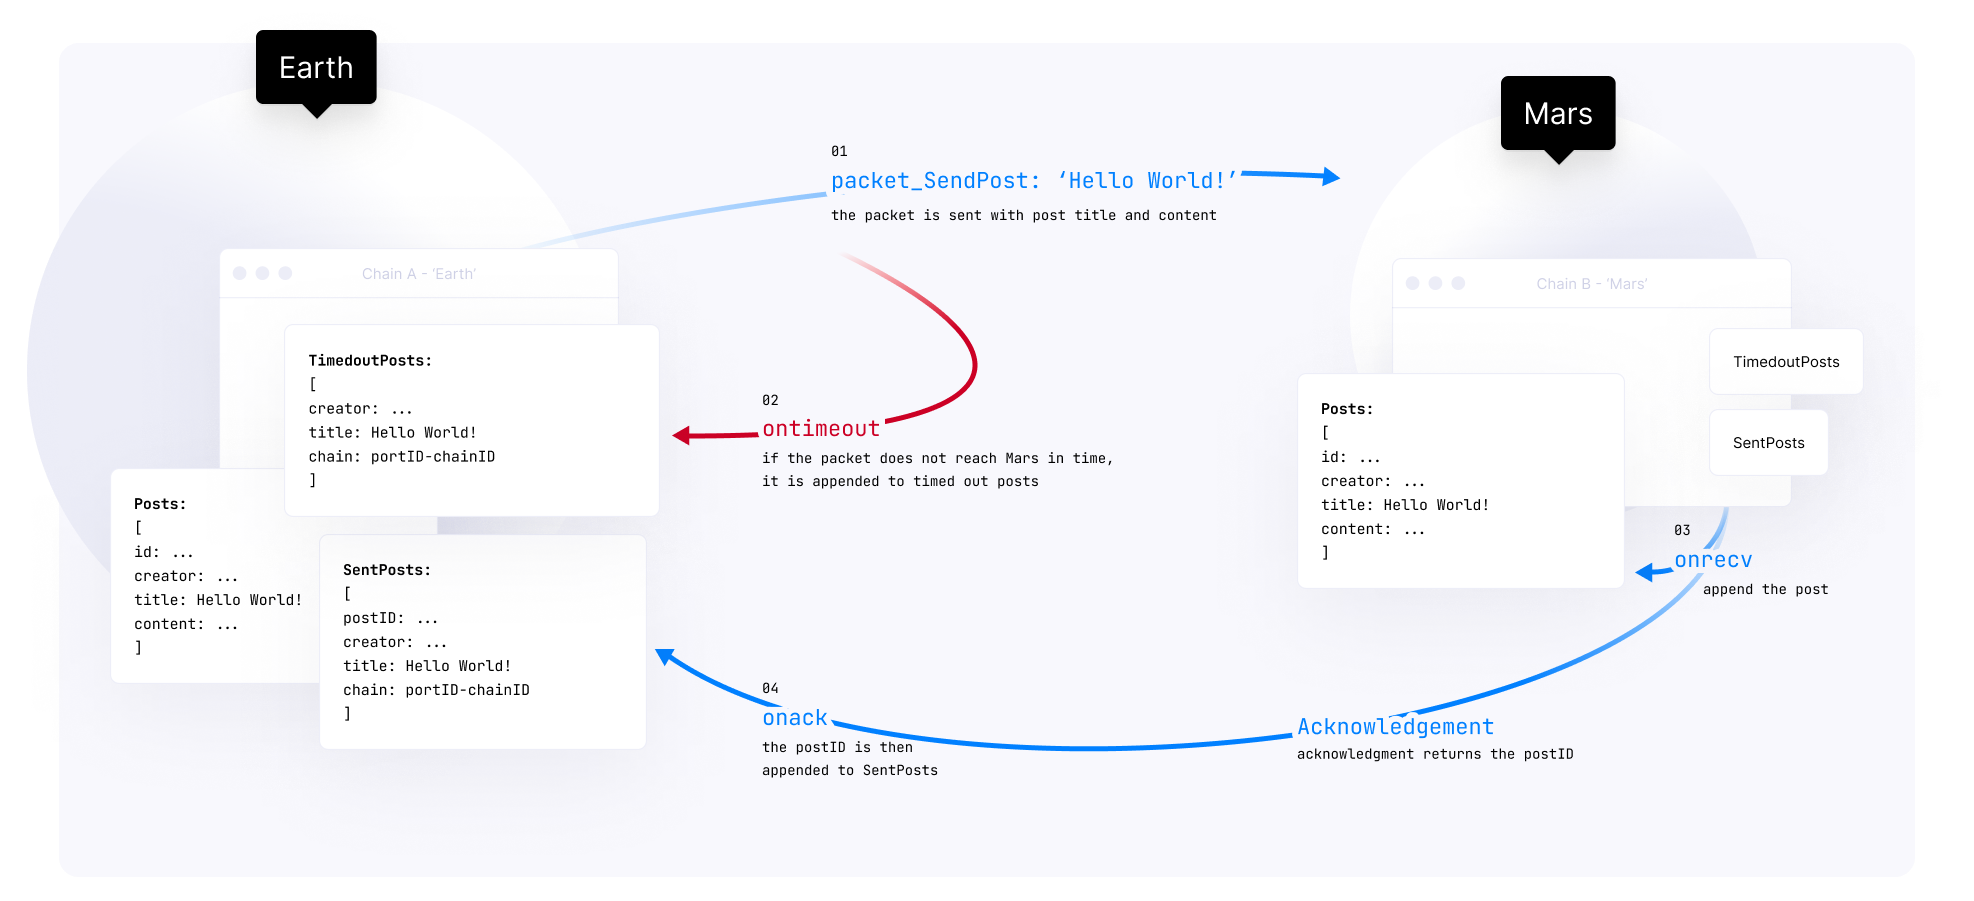 Earth
Mars
01
packet_SendPost: ‘Hello World!’
the packet is sent with post title and content
Chain A - ‘Earth’
TimedoutPosts:
[
creator: ...
title: Hello World!
chain: portID-chainID
]
Posts:
[
id: ...
creator: ...
title: Hello World!
content: ...
]
SentPosts:
[
postID: ...
creator: ...
title: Hello World!
chain: portID-chainID
]
02
ontimeout
if the packet does not reach Mars in time,
it is appended to timed out posts
Chain B - ‘Mars’
TimedoutPosts
SentPosts
Posts:
[
id: ...
creator: ...
title: Hello World!
content: ...
]
03
onrecv
append the post
04
onack
the postID is then
appended to SentPosts
Acknowledgement
acknowledgment returns the postID